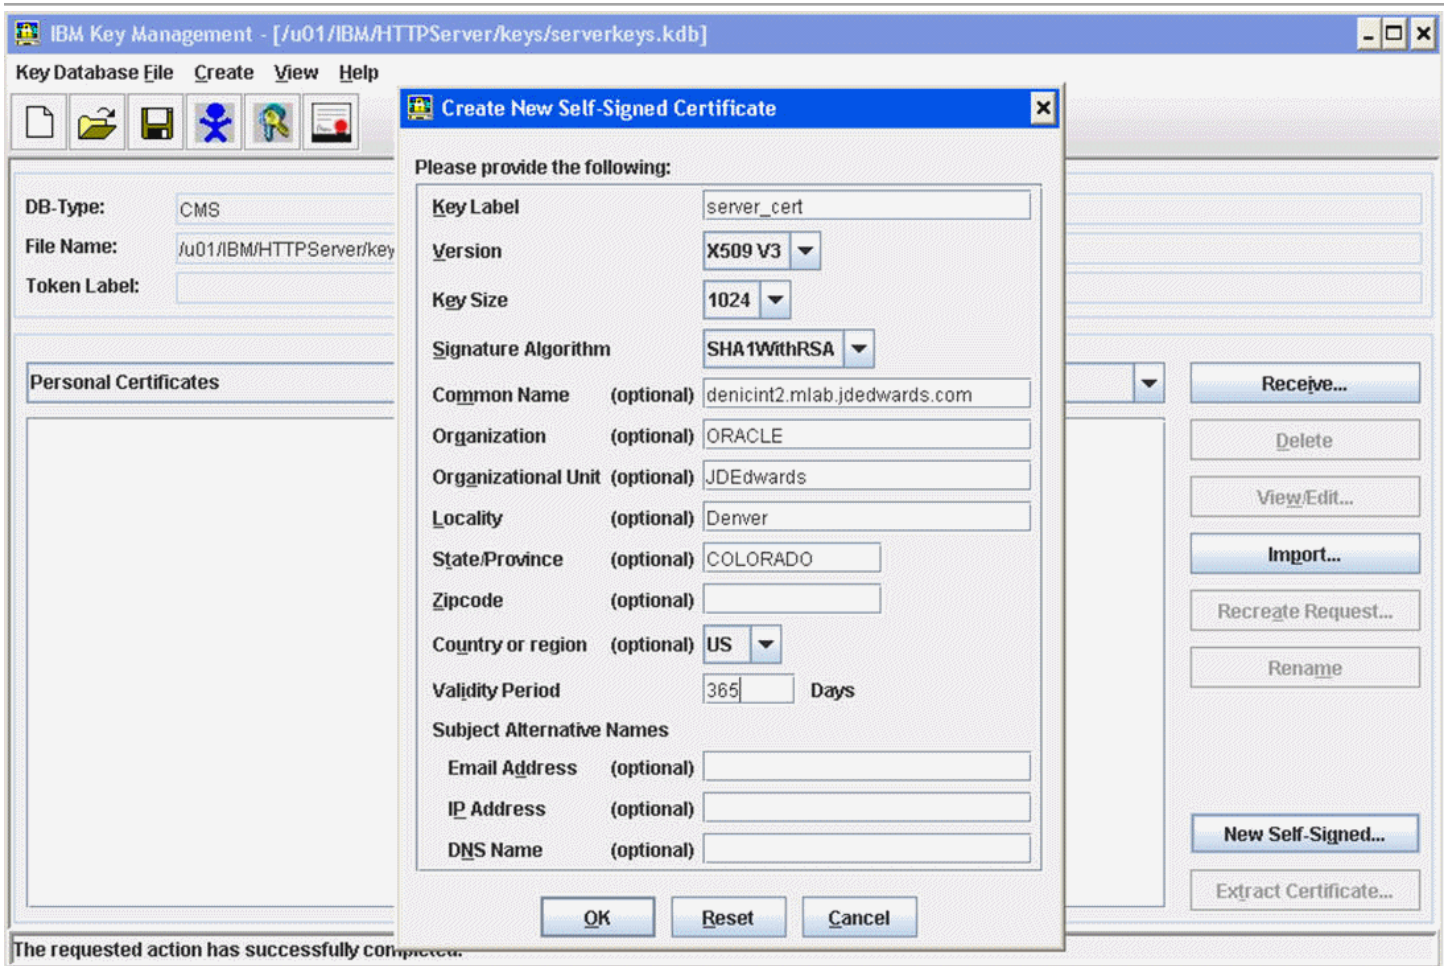 IBM Key Management - [/u01/IBM/HTTPServer/keys/serverkeys.kdb]
Key Database File Create View Help
Create New Self-Signed Certificate
Please provide the following:
DB-Type: CMS
File Name: /u01/IBM/HTTPServer/key
Token Label:
Personal Certificates
Key Label server_cert
Version X509 V3
Key Size 1024
Signature Algorithm SHA1WithRSA
Common Name (optional) denicint2.mlab.jdedwards.com
Organization (optional) ORACLE
Organizational Unit (optional) JDEdwards
Locality (optional) Denver
State/Province (optional) COLORADO
Zipcode (optional)
Country or region (optional) US
Validity Period 365 Days
Subject Alternative Names
Email Address (optional)
IP Address (optional)
DNS Name (optional)
OK Reset Cancel
Receive...
Delete
View/Edit...
Import...
Recreate Request...
Rename
New Self-Signed...
Extract Certificate...
The requested action has successfully completed.